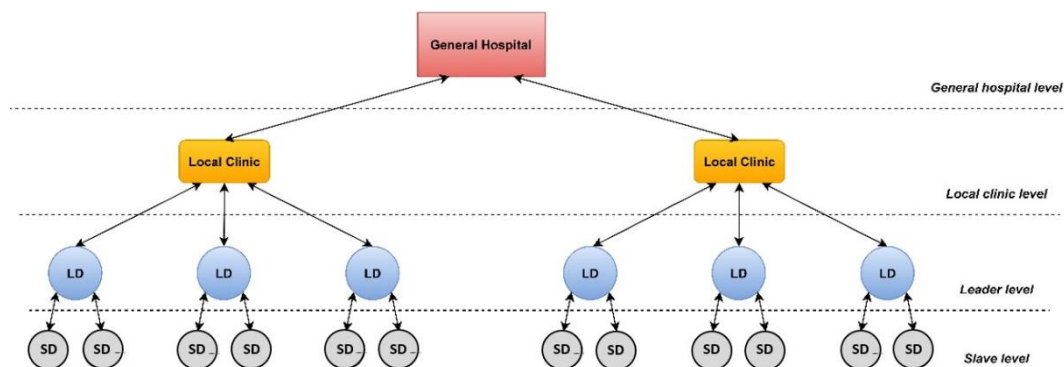 General Hospital
General hospital level
Local Clinic Local Clinic
Local clinic level
LD LD LD LD LD LD
Leader level
SD SD SD SD SD SD SD SD SD SD SD SD
Slave level